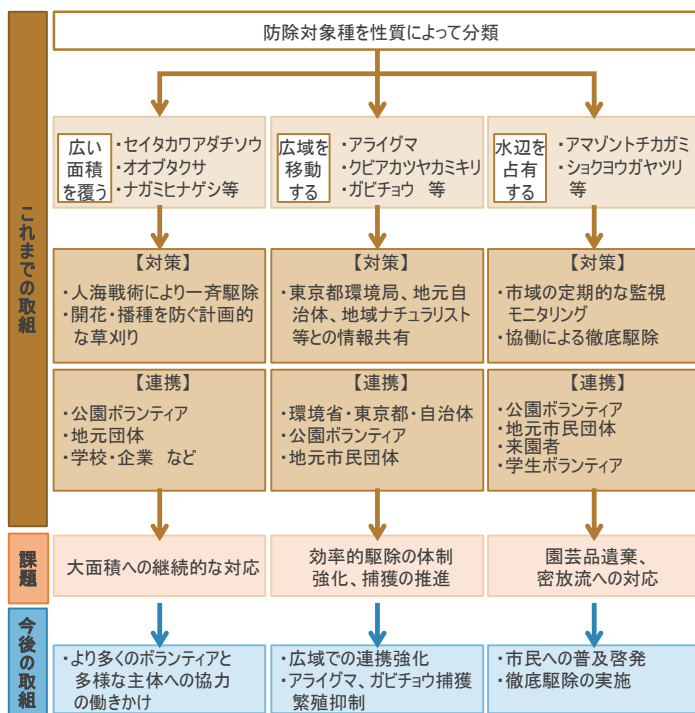 防除対象種を性質によって分類
これまでの取組
広い
面積
を覆う
・セイタカワアダチソウ
・オオブタクサ
・ナガミヒナゲシ等
広域を
移動
する
・アライグマ
・クビアカツヤカミキリ
・ガビチョウ 等
水辺を
占有
する
・アマゾントチカガミ
・ショクヨウガヤツリ
等
【対策】
・人海戦術により一斉駆除
・開花・播種を防ぐ計画的
な草刈り
【対策】
・東京都環境局、地元自
治体、地域ナチュラリスト
等との情報共有
【対策】
・市域の定期的な監視
モニタリング
・協働による徹底駆除
【連携】
・公園ボランティア
・地元団体
・学校・企業 など
【連携】
・環境省・東京都・自治体
・公園ボランティア
・地元市民団体
【連携】
・公園ボランティア
・地元市民団体
・来園者
・学生ボランティア
課題
大面積への継続的な対応
効率的駆除の体制
強化、捕獲の推進
園芸品遺棄、
密放流への対応
今後の取組
・より多くのボランティアと
多様な主体への協力
の働きかけ
・広域での連携強化
・アライグマ、ガビチョウ捕獲
繁殖抑制
・市民への普及啓発
・徹底駆除の実施